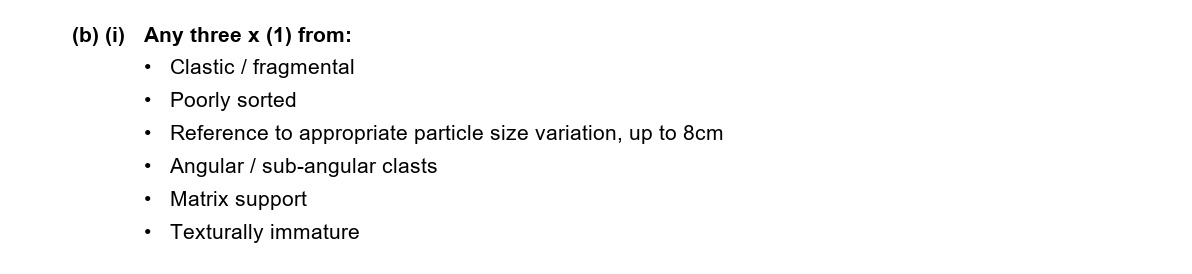 (b) (i) Any three x (1) from:
• Clastic / fragmental
• Poorly sorted
• Reference to appropriate particle size variation, up to 8cm
• Angular / sub-angular clasts
• Matrix support
• Texturally immature